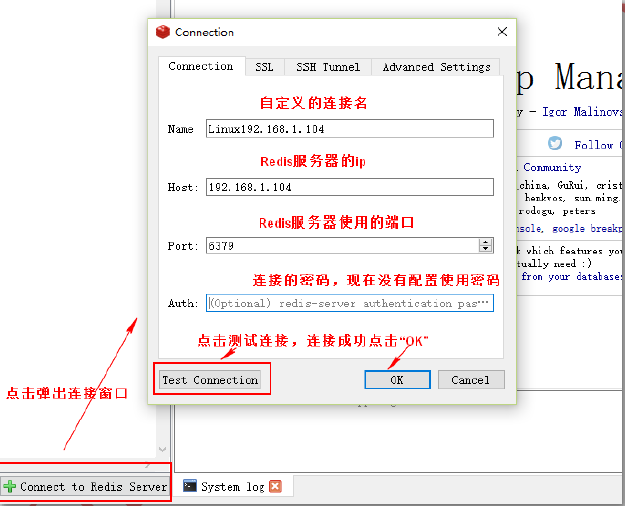 Connection
Connection SSL SSH Tunnel Advanced Settings
自定义的连接名
Name Linux192.168.1.104
Redis服务器的ip
Host: 192.168.1.104
Redis服务器使用的端口
Port: 6379
连接的密码，现在没有配置使用密码
Auth: (Optional) redis-server authentication pas…
点击测试连接，连接成功点击“OK”
Test Connection OK Cancel
点击弹出连接窗口
Connect to Redis Server
System log
p Mana
y - Igor Malinovs
Follow
Community
china, GuRui, crist
henkvos, sun.ming.
rodogu, peters
nsole, google breakp
k which features you
tually need :)
from your databases